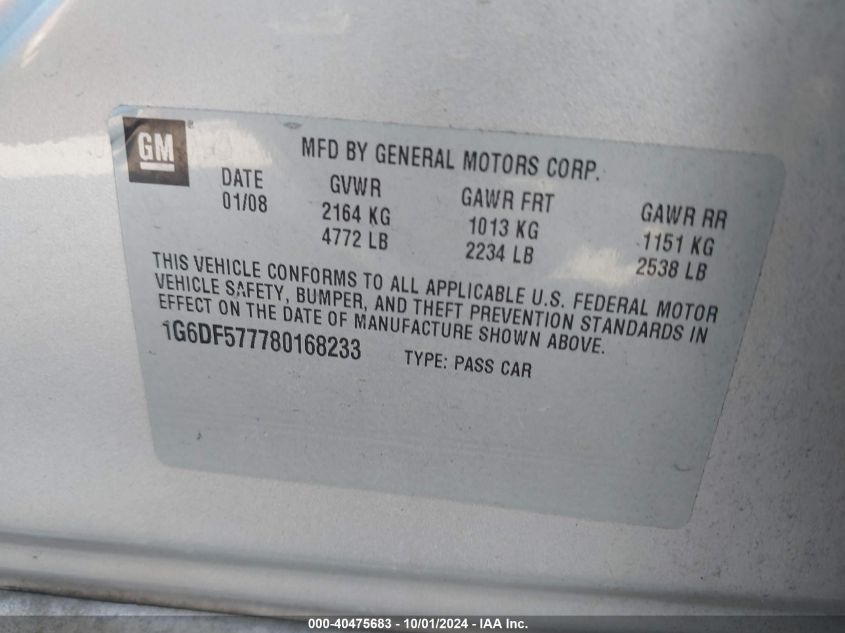 GM
MFD BY GENERAL MOTORS CORP.
DATE GVWR GAWR FRT GAWR RR
01/08 2164 KG 1013 KG 1151 KG
4772 LB 2234 LB 2538 LB
THIS VEHICLE CONFORMS TO ALL APPLICABLE U.S. FEDERAL MOTOR
VEHICLE SAFETY, BUMPER, AND THEFT PREVENTION STANDARDS IN
EFFECT ON THE DATE OF MANUFACTURE SHOWN ABOVE.
1G6DF577780168233 TYPE: PASS CAR
000-40475683 - 10/01/2024 - IAA Inc.